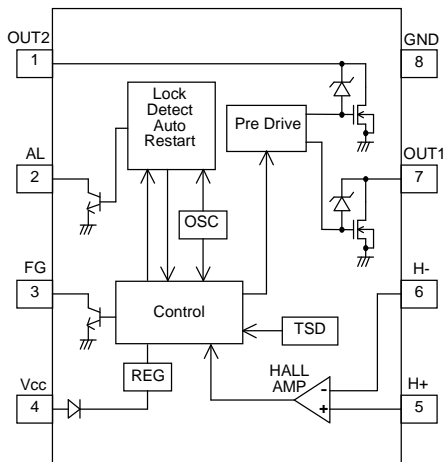 OUT2
1
GND
8
Lock
Detect
Auto
Restart
Pre Drive
AL
2
OUT1
7
OSC
FG
3
H-
6
Control
TSD
REG
HALL
AMP
-
+
Vcc
4
H+
5